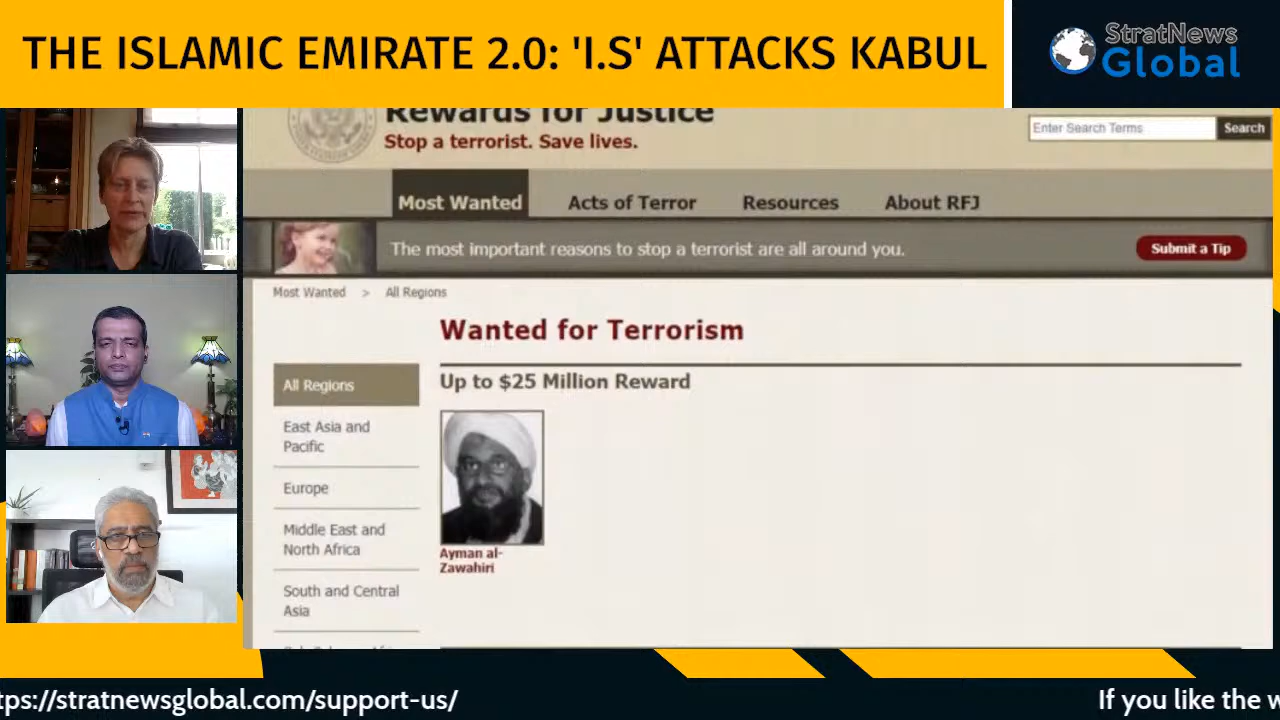 THE ISLAMIC EMIRATE 2.0: 'I.S' ATTACKS KABUL
StratNews
Global
Rewards for Justice
Stop a terrorist. Save lives.
Enter Search Terms
Search
Most Wanted
Acts of Terror
Resources
About RFJ
The most important reasons to stop a terrorist are all around you.
Submit a Tip
Most Wanted > All Regions
Wanted for Terrorism
All Regions
Up to $25 Million Reward
East Asia and
Pacific
Europe
Middle East and
North Africa
Ayman al-
Zawahiri
South and Central
Asia
tps://stratnewsglobal.com/support-us/
If you like the